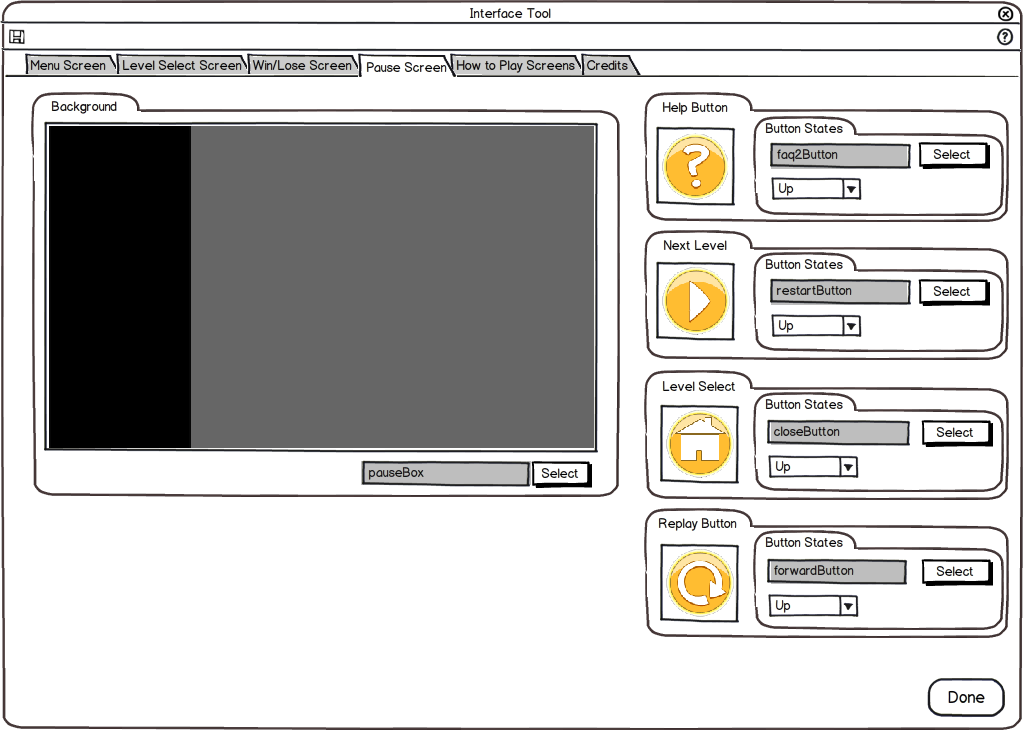 Interface Tool
Menu Screen Level Select Screen Win/Lose Screen Pause Screen How to Play Screens Credits
Background
pauseBox Select
Help Button
Button States
faq2Button Select
Up
Next Level
Button States
restartButton Select
Up
Level Select
Button States
closeButton Select
Up
Replay Button
Button States
forwardButton Select
Up
Done